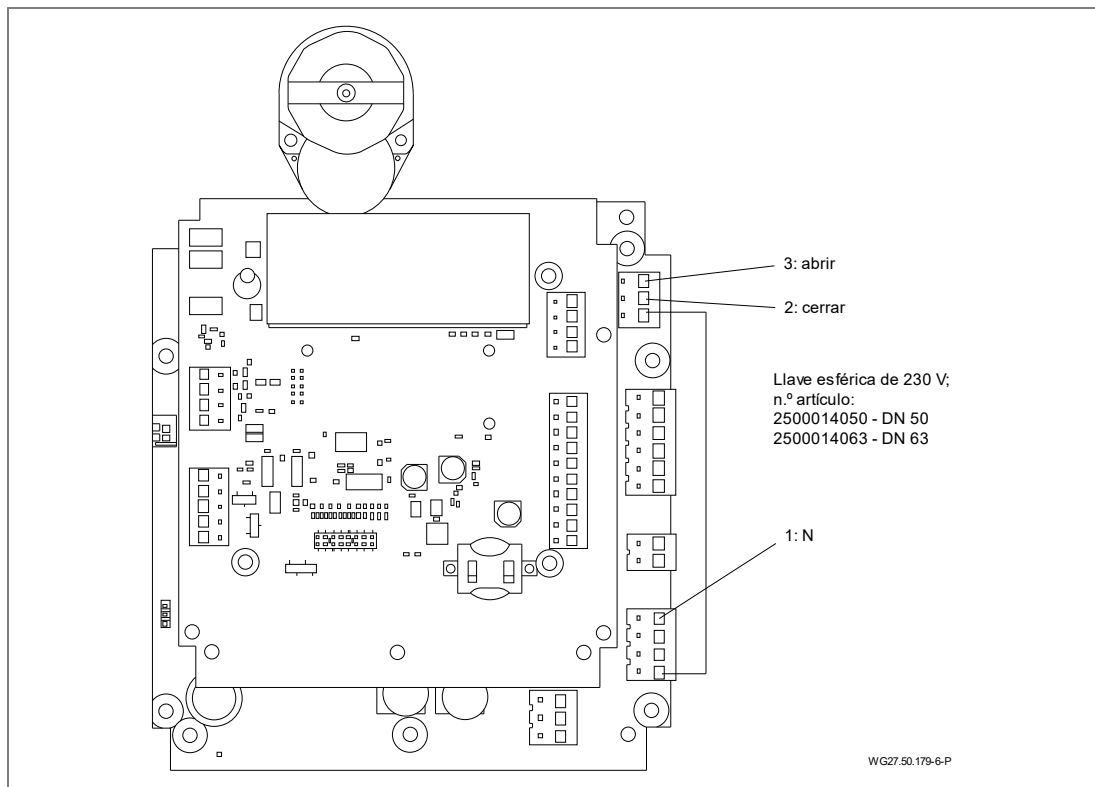 3: abrir
2: cerrar
Llave esférica de 230 V;
n.º artículo:
2500014050 - DN 50
2500014063 - DN 63
1: N
WG27.50.179-6-P